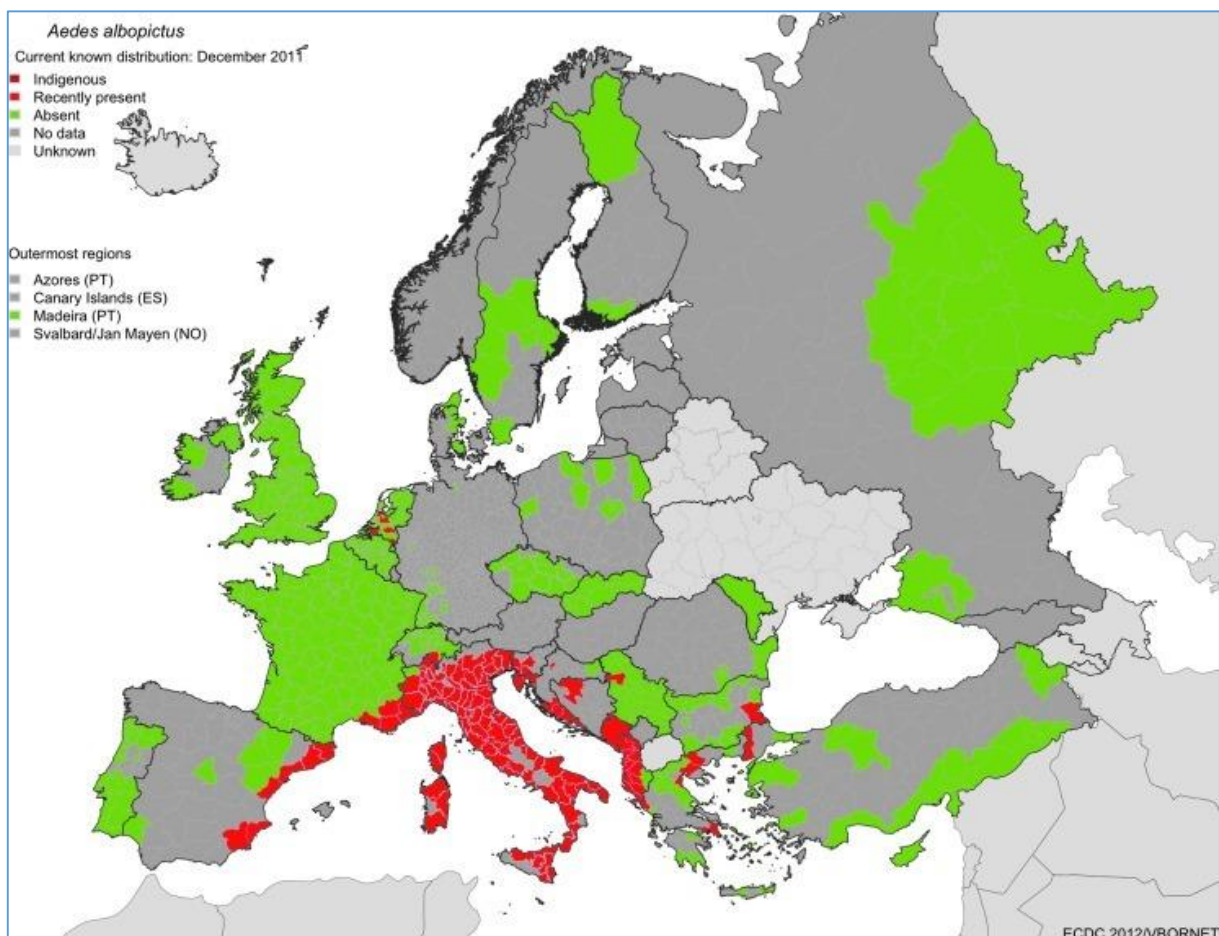 Aedes albopictus
Current known distribution: December 2011
Indigenous
Recently present
Absent
No data
Unknown
Outermost regions
Azores (PT)
Canary Islands (ES)
Madeira (PT)
Svalbard/Jan Mayen (NO)
ECDC 2012/VBORNET